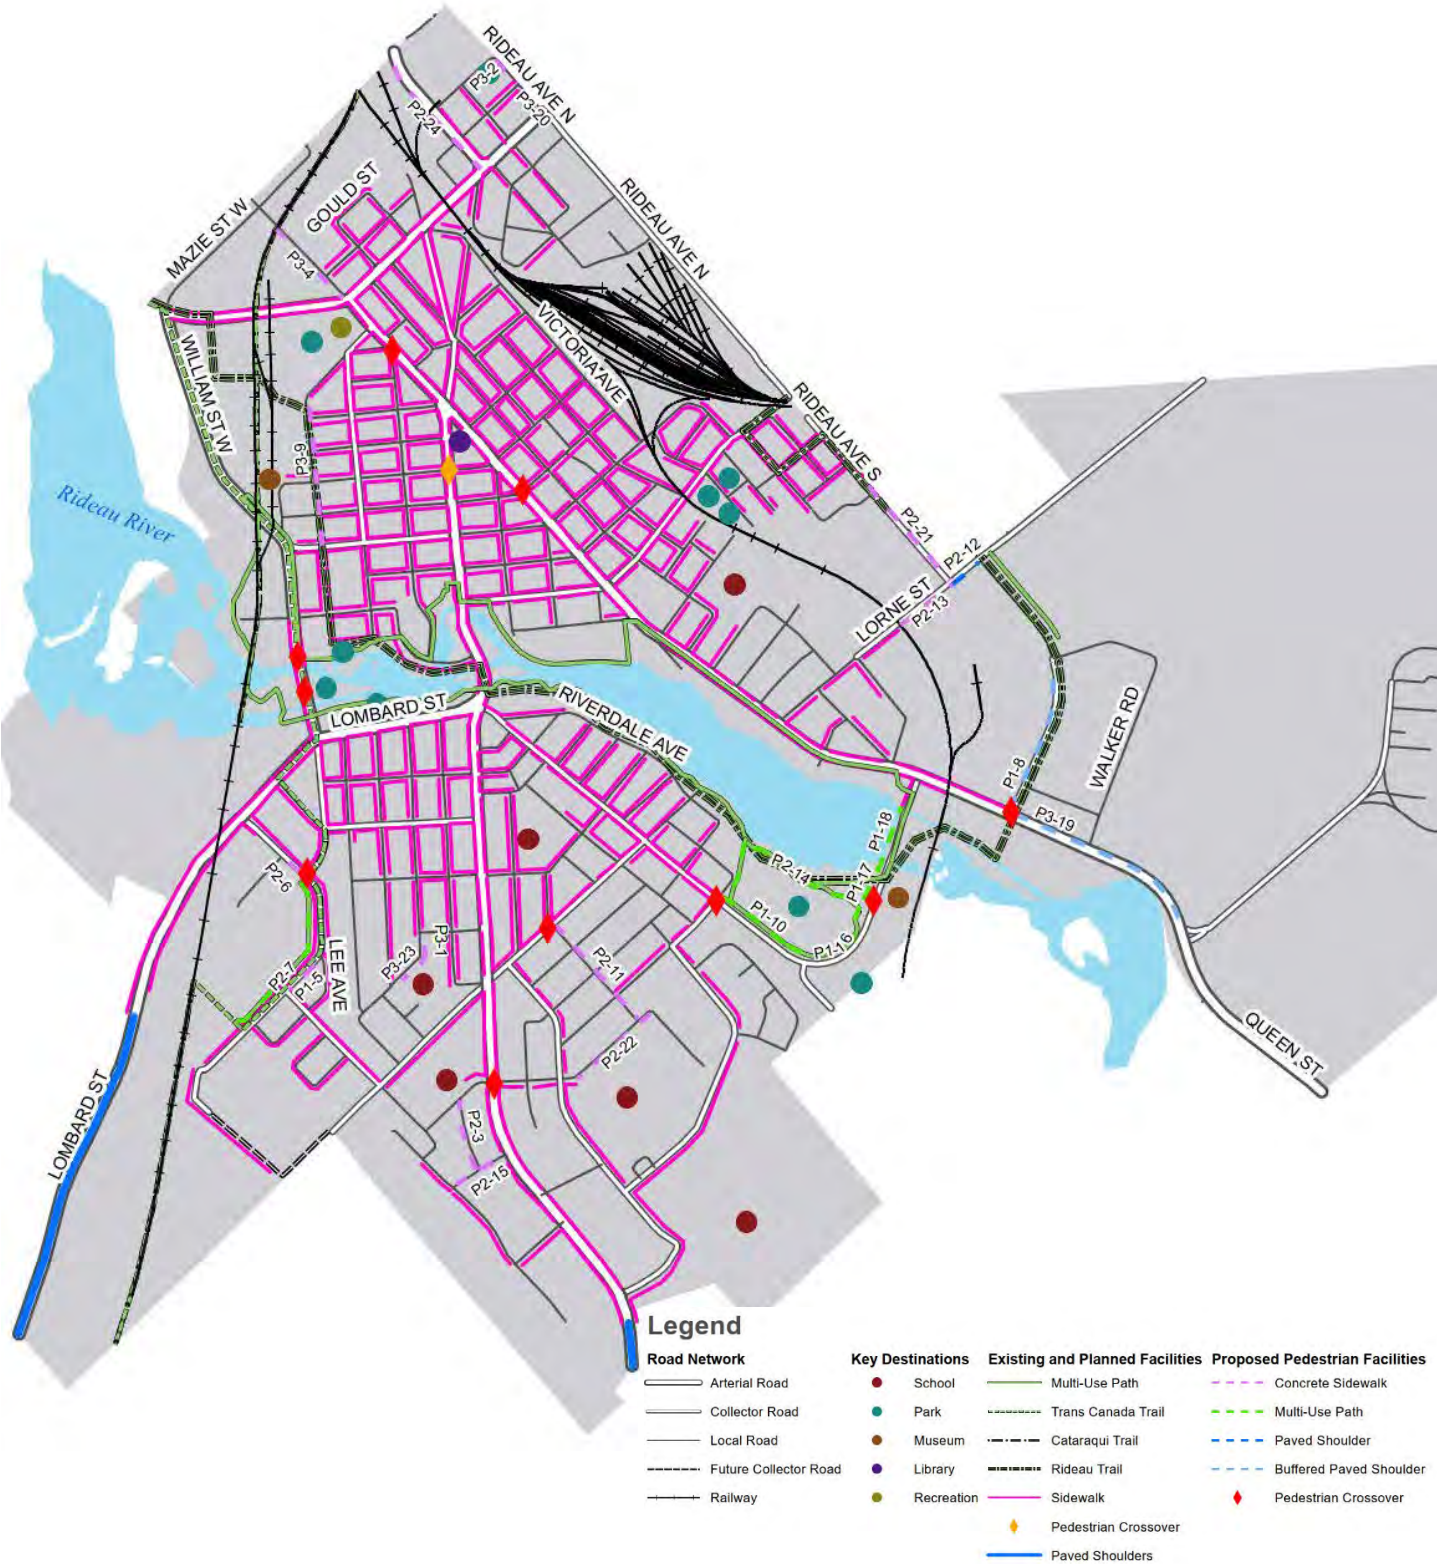 RIDEAU AVE N
P3-2
P3-20
P2-24
RIDEAU AVE N
GOULD ST
MAZIE ST W
P3-4
VICTORIA AVE
WILLIAM ST W
RIDEAU AVE S
P3-9
Rideau River
P2-21
P2-12
LORNE ST
P2-13
RIVERDALE AVE
LOMBARD ST
WALKER RD
P1-8
P3-19
P1-18
P2-14
P1-17
P2-6
P1-10
P1-16
P3-1
P3-23
LEE AVE
P2-11
P2-7
P1-5
QUEEN ST
P2-22
LOMBARD ST
P2-3
P2-15
Legend
Road Network
Arterial Road
Collector Road
Local Road
Future Collector Road
Railway
Key Destinations
School
Park
Museum
Library
Recreation
Existing and Planned Facilities
Multi-Use Path
Trans Canada Trail
Cataraqui Trail
Rideau Trail
Sidewalk
Pedestrian Crossover
Paved Shoulders
Proposed Pedestrian Facilities
Concrete Sidewalk
Multi-Use Path
Paved Shoulder
Buffered Paved Shoulder
Pedestrian Crossover